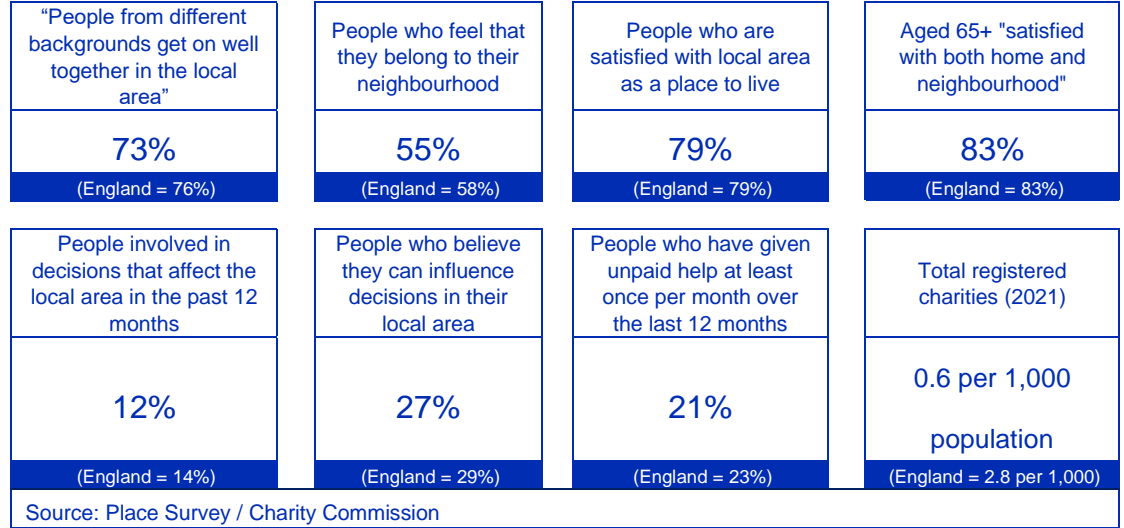 “People from different
backgrounds get on well
together in the local
area”
73%
(England = 76%)
People who feel that
they belong to their
neighbourhood
55%
(England = 58%)
People who are
satisfied with local area
as a place to live
79%
(England = 79%)
Aged 65+ "satisfied
with both home and
neighbourhood"
83%
(England = 83%)
People involved in
decisions that affect the
local area in the past 12
months
12%
(England = 14%)
People who believe
they can influence
decisions in their
local area
27%
(England = 29%)
People who have given
unpaid help at least
once per month over
the last 12 months
21%
(England = 23%)
Total registered
charities (2021)
0.6 per 1,000
population
(England = 2.8 per 1,000)
Source: Place Survey / Charity Commission